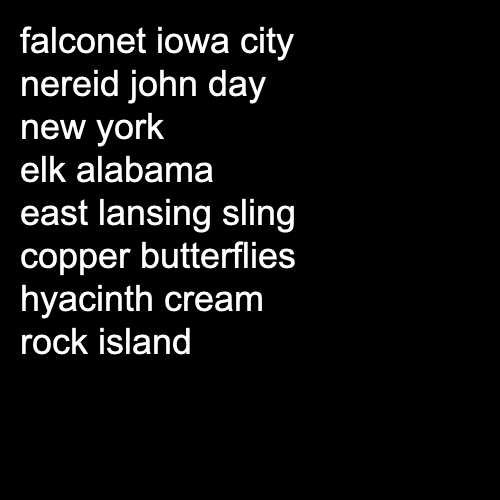 falconet iowa city
nereid john day
new york
elk alabama
east lansing sling
copper butterflies
hyacinth cream
rock island